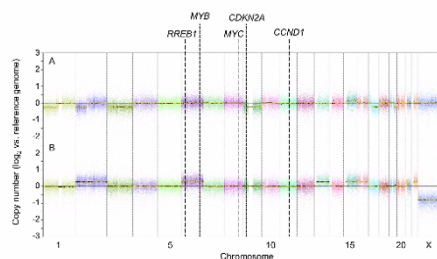 MYB CDKN2A
RREB1 MYC CCND1
Copy number (log2 vs. reference genome)
3
2
1
0
-1
-2
A
3
2
1
0
-1
-2
-3
B
1 5 10 15 20 X
Chromosome